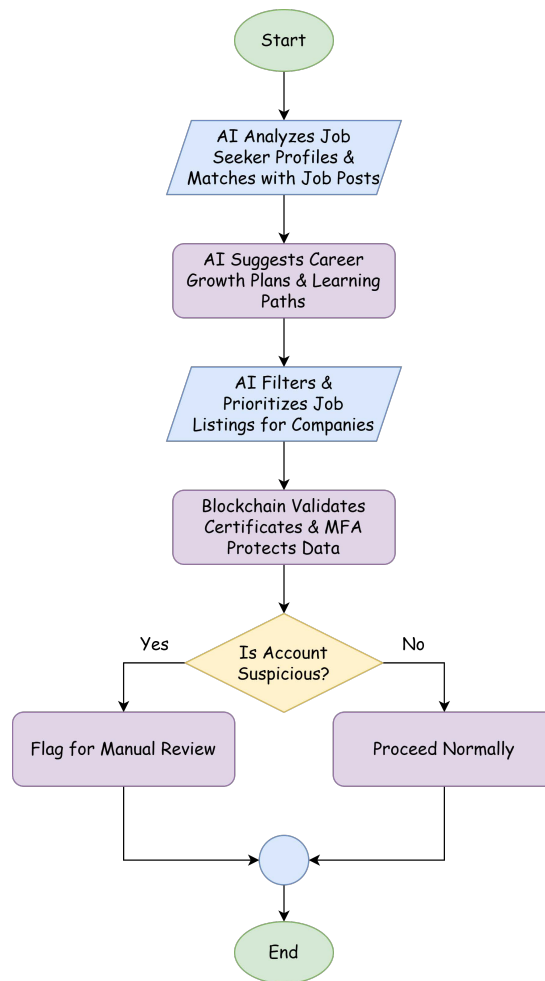 Start
AI Analyzes Job
Seeker Profiles &
Matches with Job Posts
AI Suggests Career
Growth Plans & Learning
Paths
AI Filters &
Prioritizes Job
Listings for Companies
Blockchain Validates
Certificates & MFA
Protects Data
Is Account
Suspicious?
Yes
No
Flag for Manual Review
Proceed Normally
End